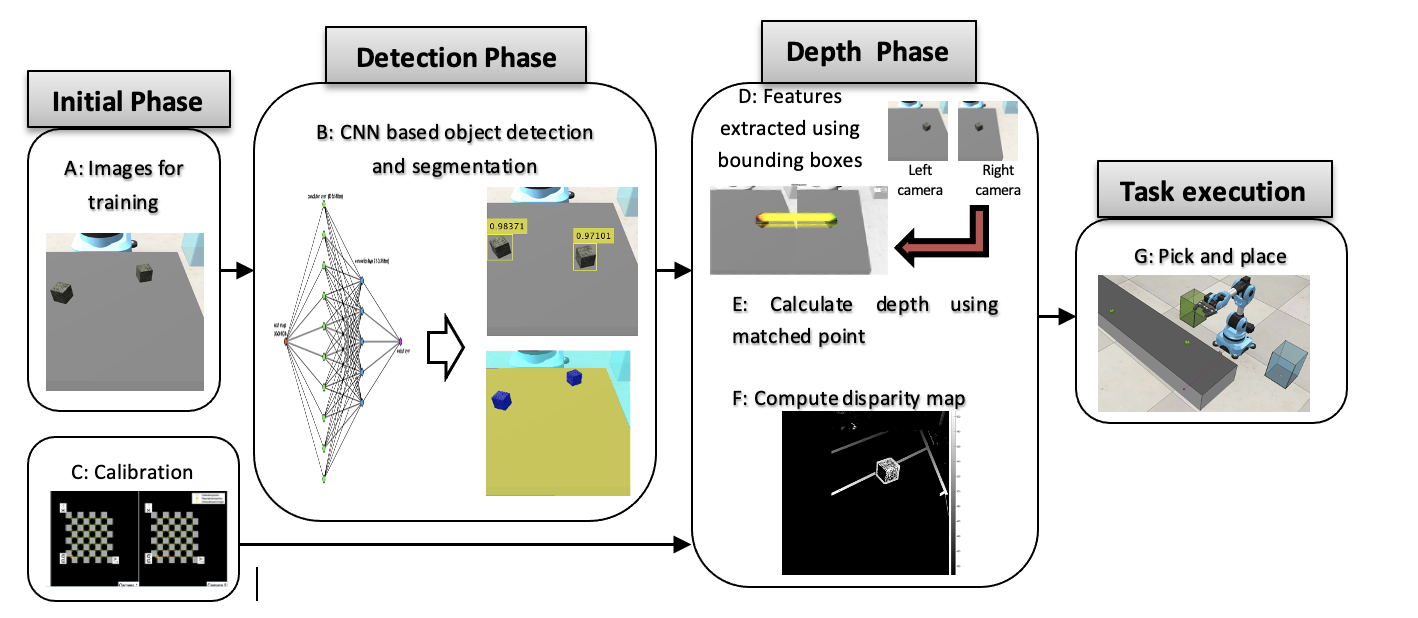 Initial Phase
A: Images for
training
C: Calibration
Detection Phase
B: CNN based object detection
and segmentation
0.98371
0.97101
Depth Phase
D: Features
extracted using
bounding boxes
Left
camera
Right
camera
E: Calculate depth using
matched point
F: Compute disparity map
Task execution
G: Pick and place